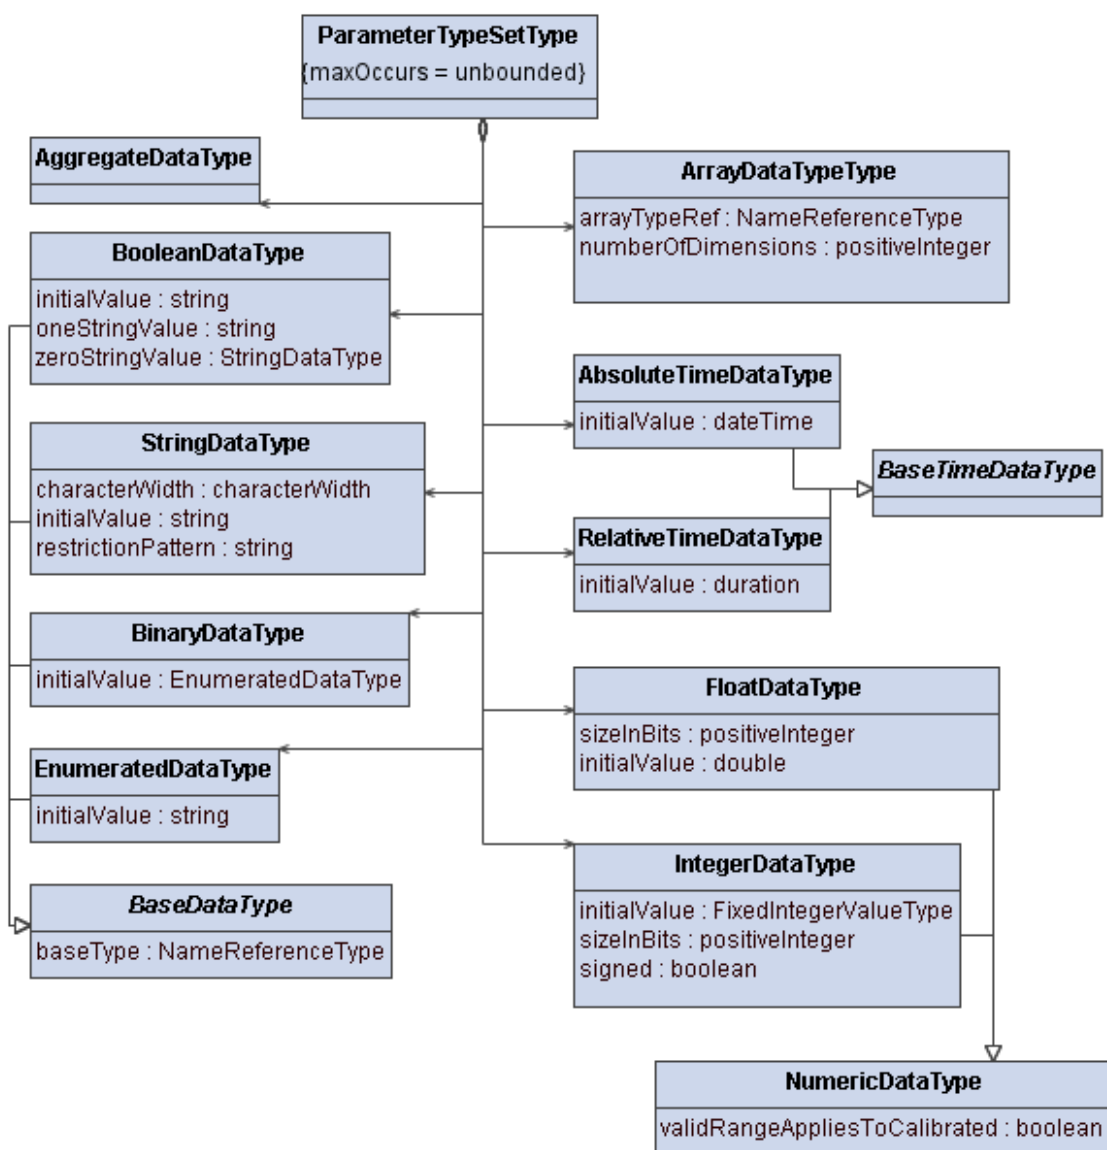 ParameterTypeSetType
{maxOccurs = unbounded}
AggregateDataType
ArrayDataTypeType
arrayTypeRef : NameReferenceType
numberOfDimensions : positiveInteger
BooleanDataType
initialValue : string
oneStringValue : string
zeroStringValue : StringDataType
AbsoluteTimeDataType
initialValue : dateTime
StringDataType
characterWidth : characterWidth
initialValue : string
restrictionPattern : string
BaseTimeDataType
RelativeTimeDataType
initialValue : duration
BinaryDataType
initialValue : EnumeratedDataType
FloatDataType
sizeInBits : positiveInteger
initialValue : double
EnumeratedDataType
initialValue : string
IntegerDataType
initialValue : FixedIntegerValueType
sizeInBits : positiveInteger
signed : boolean
BaseDataType
baseType : NameReferenceType
NumericDataType
validRangeAppliesToCalibrated : boolean